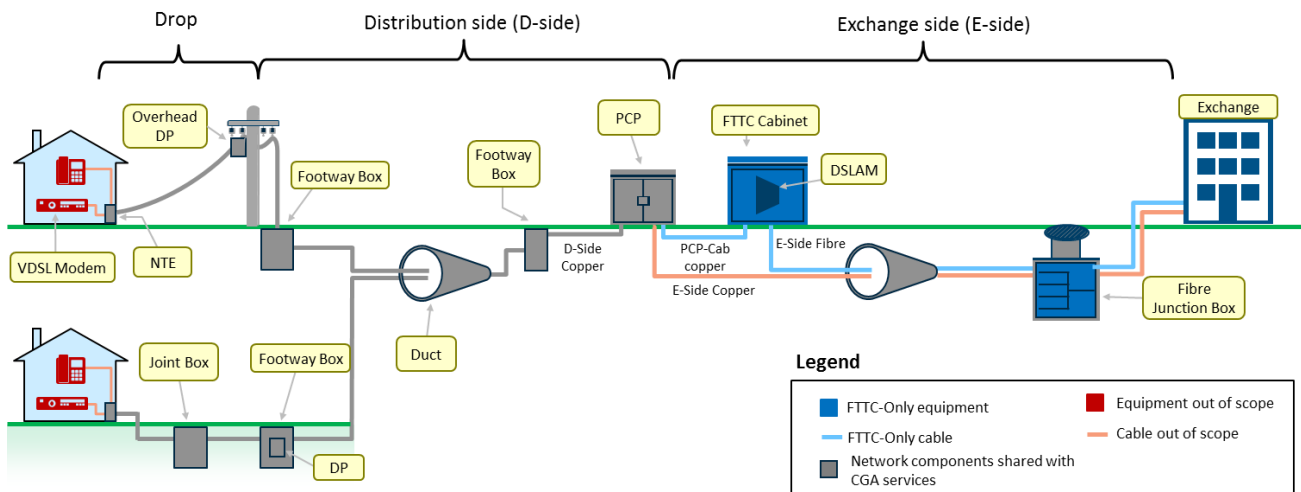 Drop
Distribution side (D-side)
Exchange side (E-side)
Overhead
DP
Footway Box
Footway
Box
PCP
FTTC Cabinet
DSLAM
Exchange
VDSL Modem
NTE
D-Side
Copper
PCP-Cab
copper
E-Side Fibre
E-Side Copper
Fibre
Junction Box
Duct
Joint Box
Footway Box
DP
Legend
FTTC-Only equipment
FTTC-Only cable
Network components shared with
CGA services
Equipment out of scope
Cable out of scope